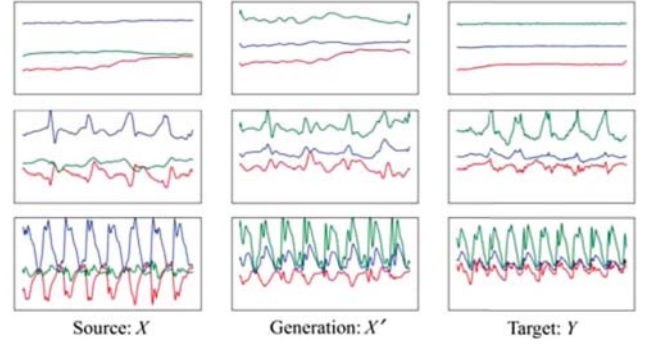 Source: X
Generation: X′
Target: Y